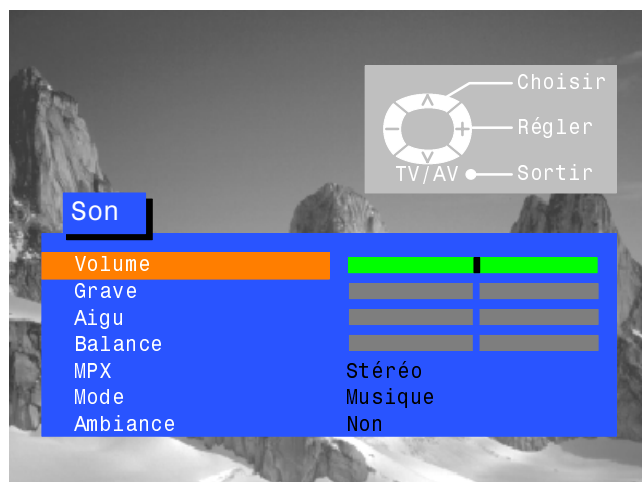 Choisir
Régler
TV/AV Sortir
Son
Volume
Grave
Aigu
Balance
MPX Stéréo
Mode Musique
Ambiance Non